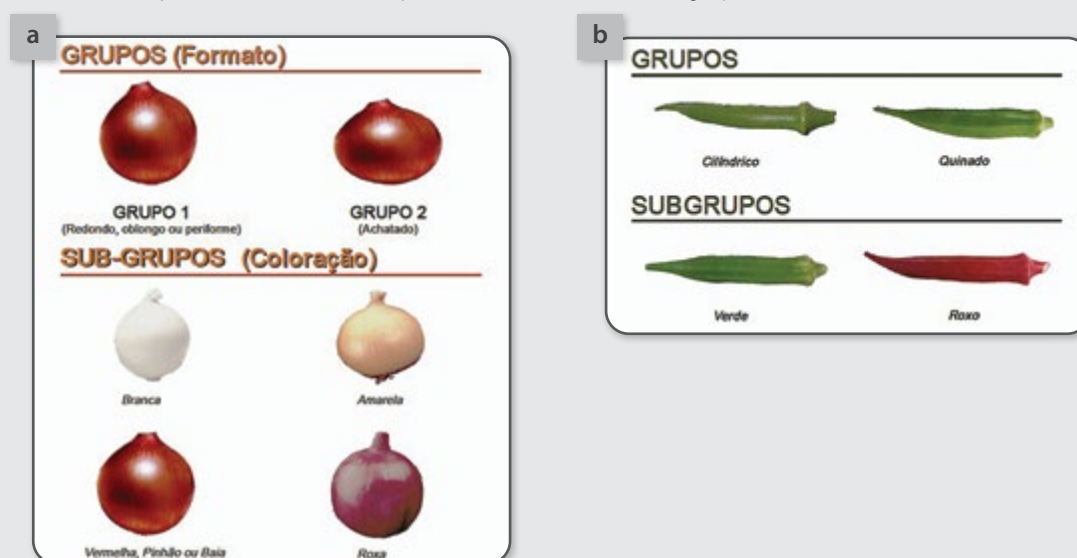 a
GRUPOS (Formato)
GRUPO 1
(Redondo, oblongo ou periforme)
GRUPO 2
(Achatado)
SUB-GRUPOS (Coloração)
Branca
Amarela
Vermelha, Pinhão ou Baia
Roxa
b
GRUPOS
Cilíndrico
Quinado
SUBGRUPOS
Verde
Roxo